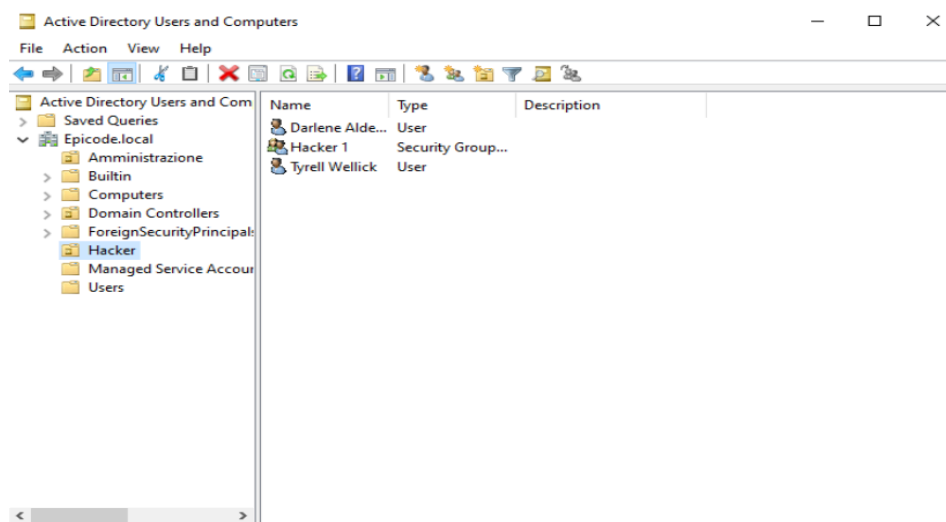 Active Directory Users and Computers
File Action View Help
Active Directory Users and Com
Saved Queries
Epicode.local
Amministrazione
Builtin
Computers
Domain Controllers
ForeignSecurityPrincipals
Hacker
Managed Service Accour
Users
Name Type Description
Darlene Alde... User
Hacker 1 Security Group...
Tyrell Wellick User